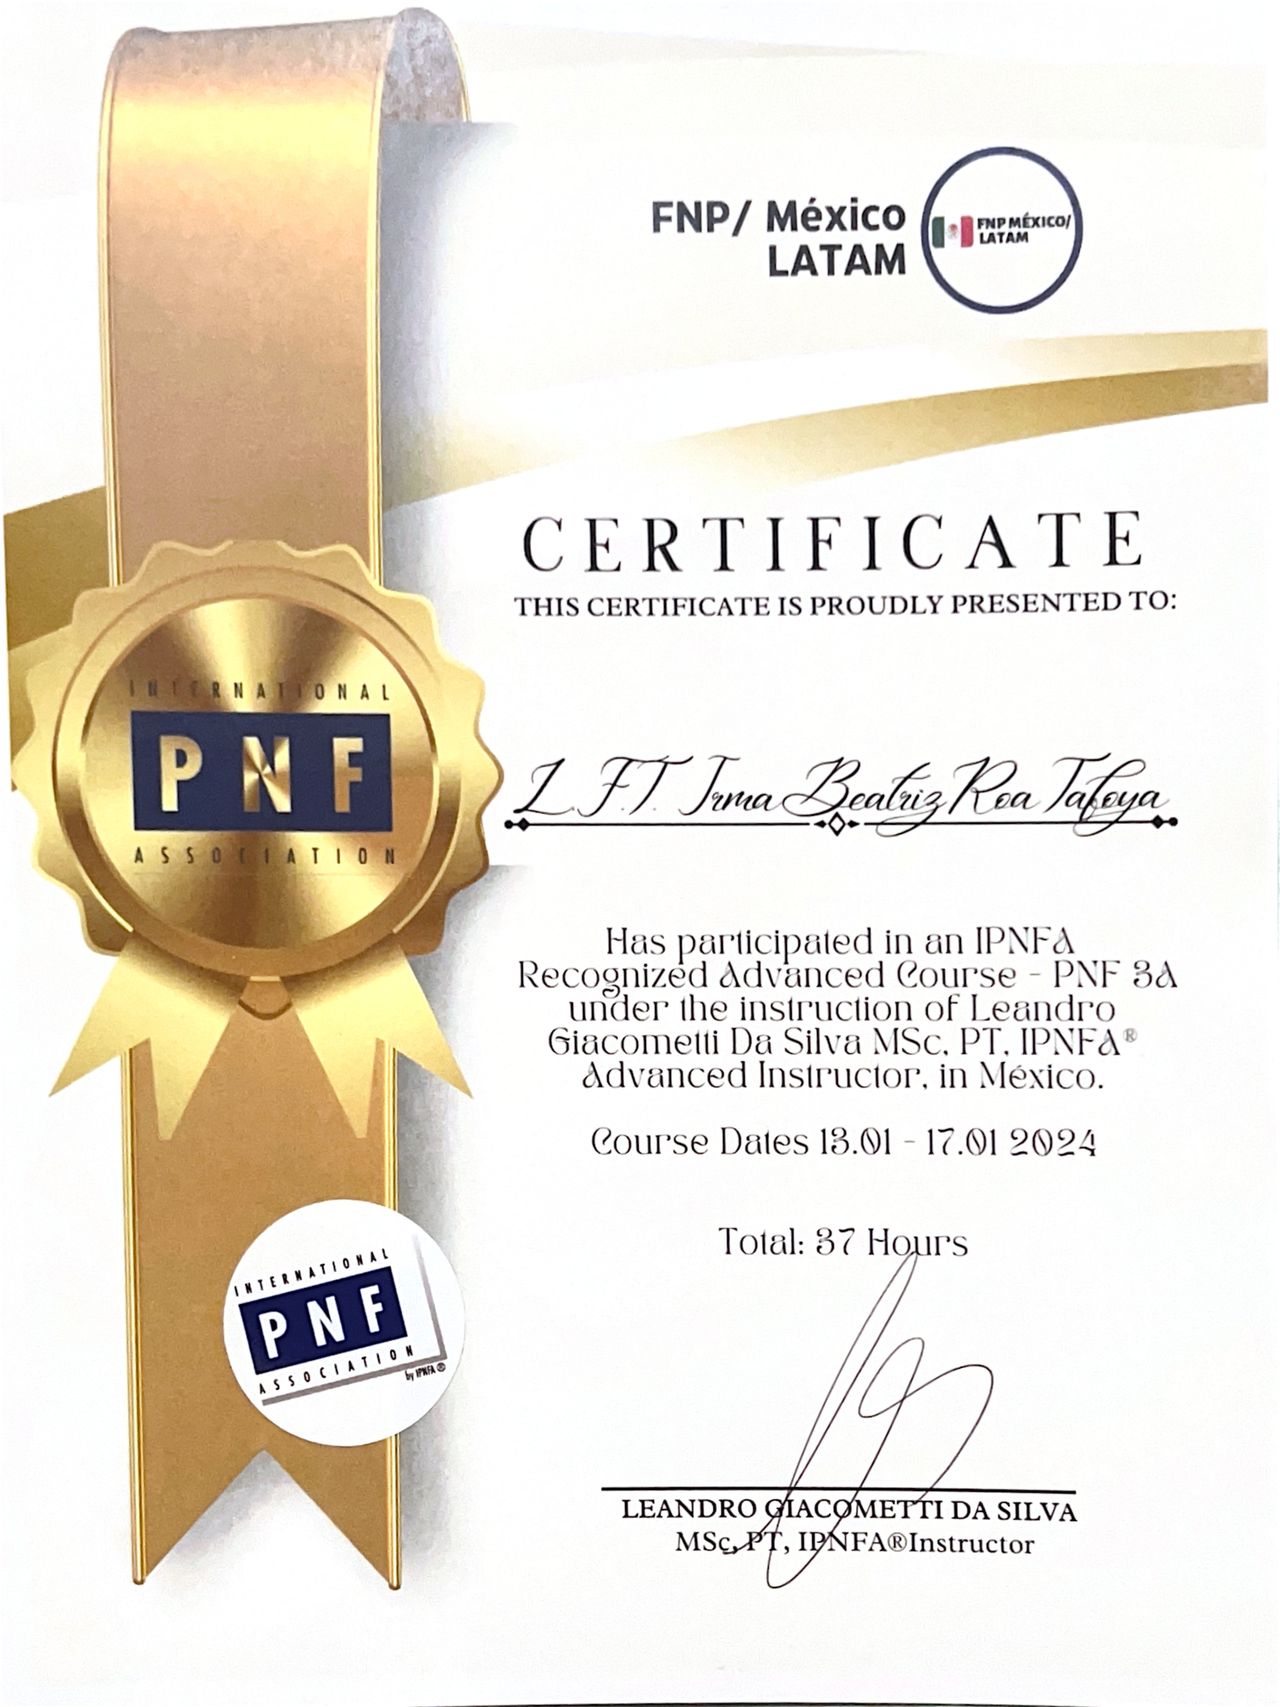 FNP/ México
LATAM
FNP MÉXICO/
LATAM
CERTIFICATE
THIS CERTIFICATE IS PROUDLY PRESENTED TO:
INTERNATIONAL
PNF
ASSOCIATION
L.F.T. Irma Beatriz Roa Tafoya
Has participated in an IPNFA
Recognized Advanced Course - PNF 3A
under the instruction of Leandro
Giacometti Da Silva MSc, PT, IPNFA®
Advanced Instructor, in México.
Course Dates 13.01 - 17.01 2024
Total: 37 Hours
INTERNATIONAL
PNF
ASSOCIATION
by IPNFA®
LEANDRO GIACOMETTI DA SILVA
MSc, PT, IPNFA®Instructor